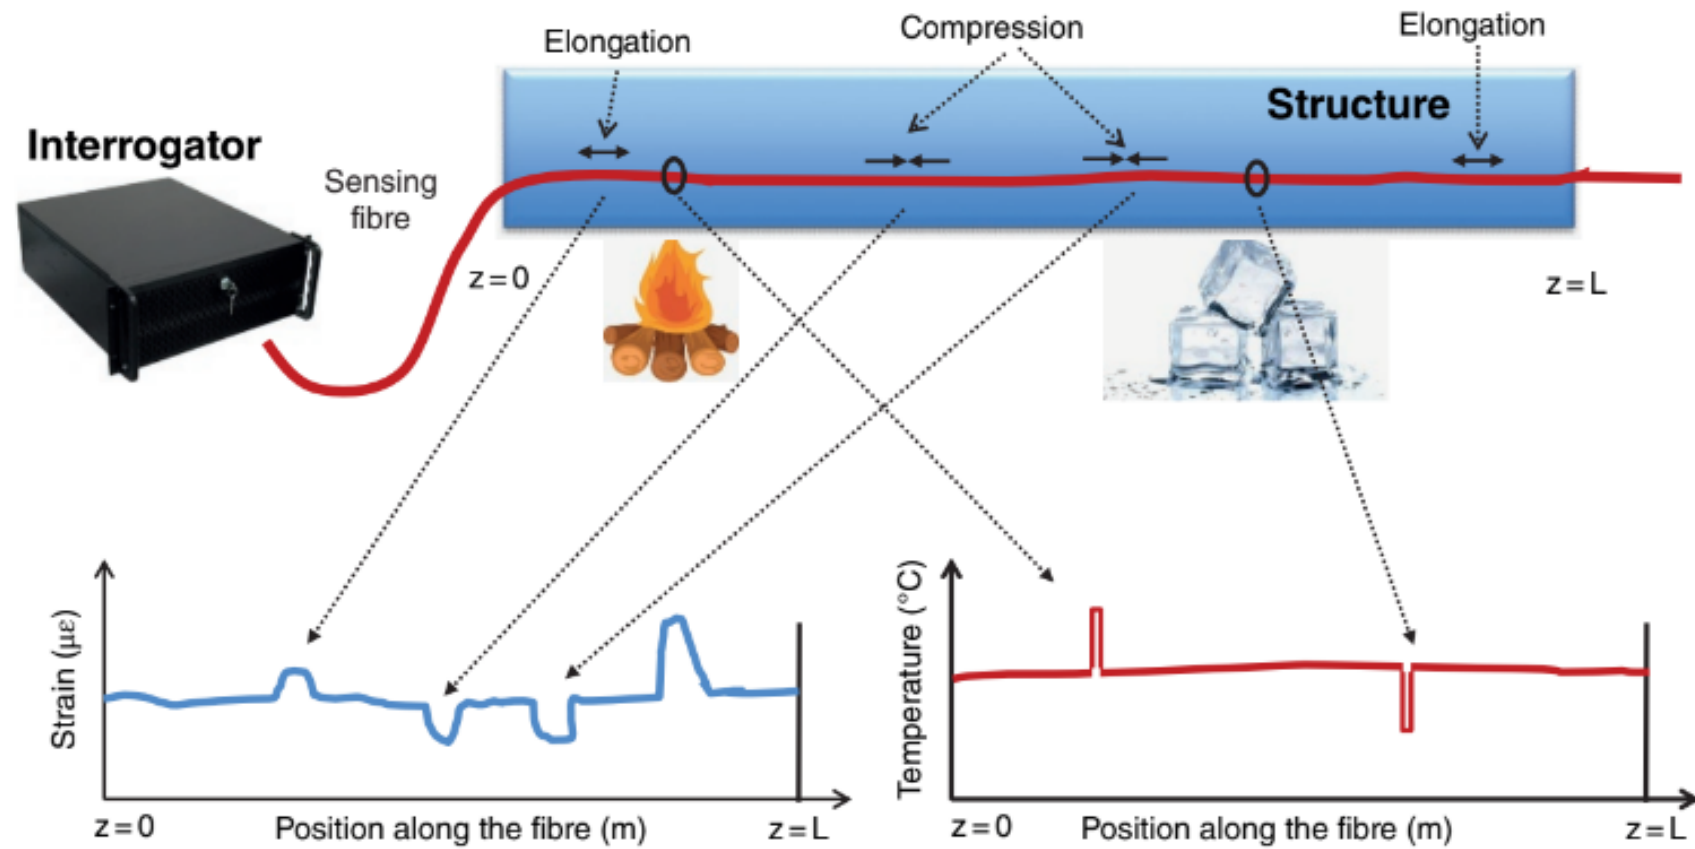 Elongation
Compression
Elongation
Structure
Interrogator
Sensing
fibre
z=0
z=L
Strain (με)
z=0
Position along the fibre (m)
z=L
Temperature (°C)
z=0
Position along the fibre (m)
z=L